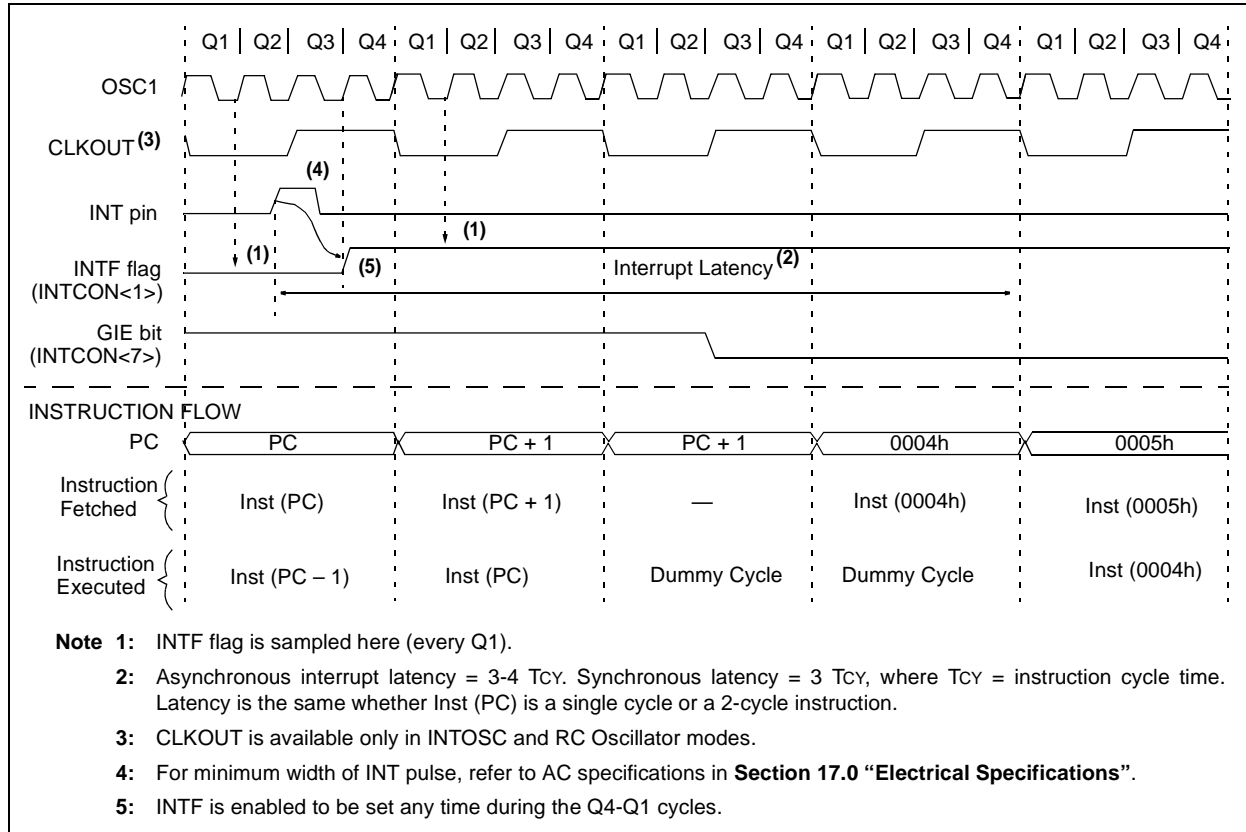 Q1 Q2 Q3 Q4 Q1 Q2 Q3 Q4 Q1 Q2 Q3 Q4 Q1 Q2 Q3 Q4 Q1 Q2 Q3 Q4
OSC1
CLKOUT (3)
(4)
INT pin
(1) (1)
INTF flag
(INTCON<1>)
(5)
Interrupt Latency (2)
GIE bit
(INTCON<7>)
INSTRUCTION FLOW
PC PC PC + 1 PC + 1 0004h 0005h
Instruction
Fetched
Inst (PC) Inst (PC + 1) — Inst (0004h) Inst (0005h)
Instruction
Executed
Inst (PC – 1) Inst (PC) Dummy Cycle Dummy Cycle Inst (0004h)
Note 1: INTF flag is sampled here (every Q1).
2: Asynchronous interrupt latency = 3-4 TCY. Synchronous latency = 3 TCY, where TCY = instruction cycle time.
Latency is the same whether Inst (PC) is a single cycle or a 2-cycle instruction.
3: CLKOUT is available only in INTOSC and RC Oscillator modes.
4: For minimum width of INT pulse, refer to AC specifications in Section 17.0 “Electrical Specifications”.
5: INTF is enabled to be set any time during the Q4-Q1 cycles.